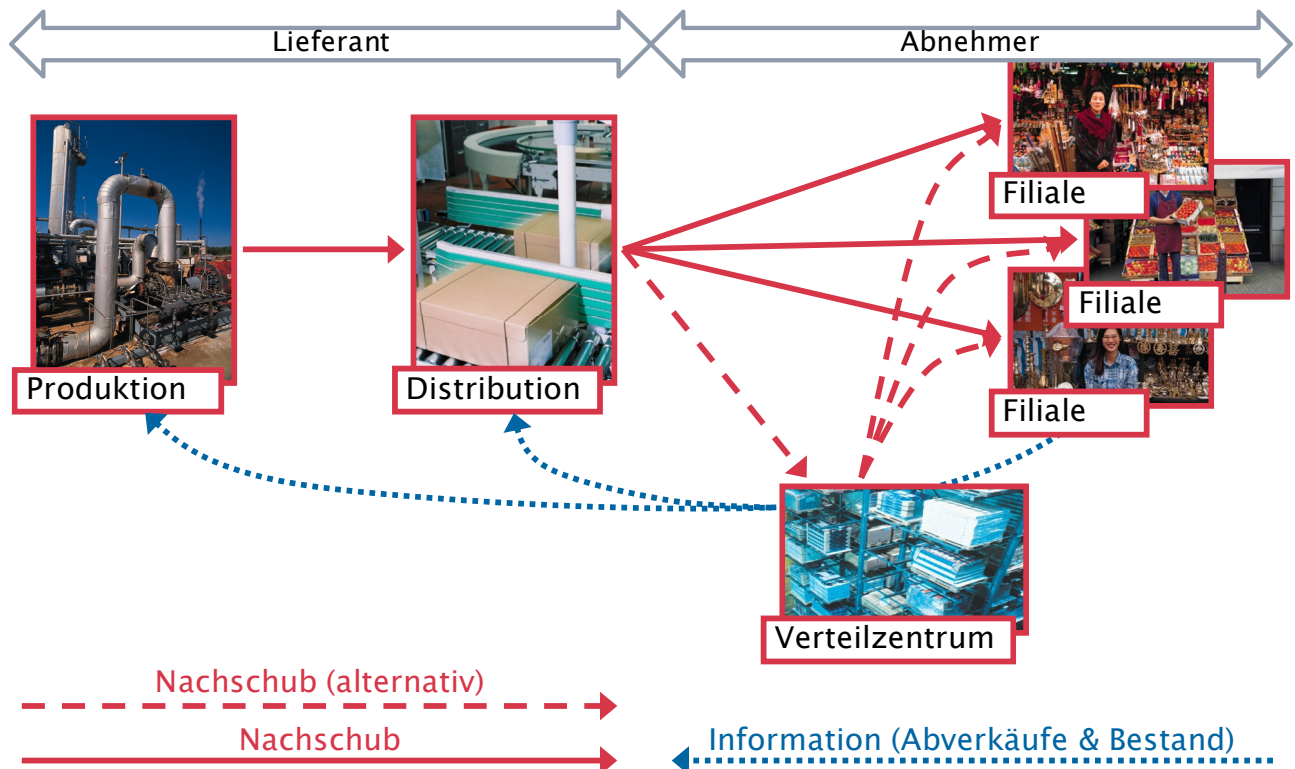 Lieferant
Abnehmer
Filiale
Filiale
Filiale
Produktion
Distribution
Verteilzentrum
Nachschub (alternativ)
Nachschub
Information (Abverkäufe & Bestand)